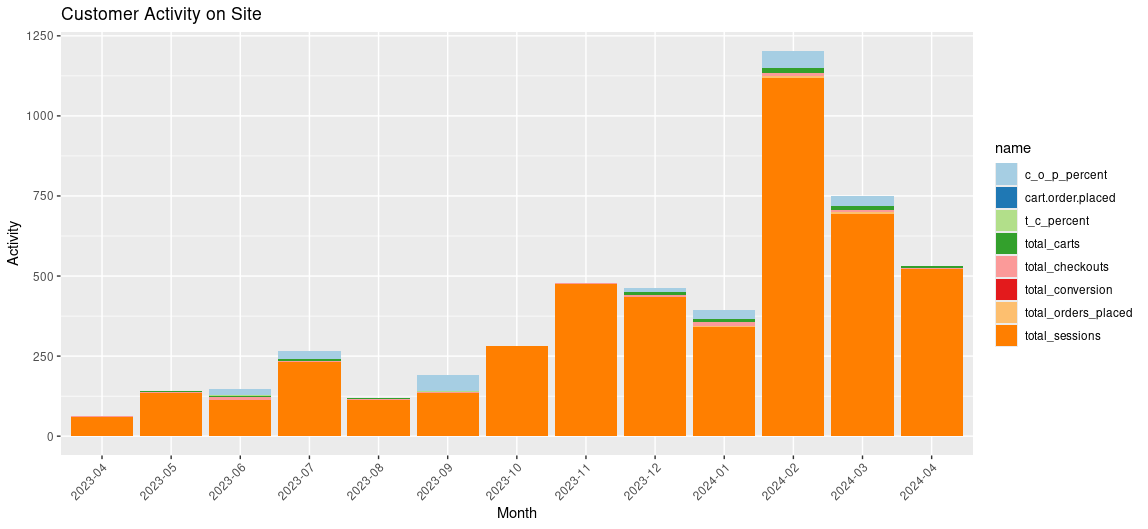 Customer Activity on Site
1250
1000
750
500
250
0
Activity
2023-04
2023-05
2023-06
2023-07
2023-08
2023-09
2023-10
2023-11
2023-12
2024-01
2024-02
2024-03
2024-04
Month
name
c_o_p_percent
cart.order.placed
t_c_percent
total_carts
total_checkouts
total_conversion
total_orders_placed
total_sessions